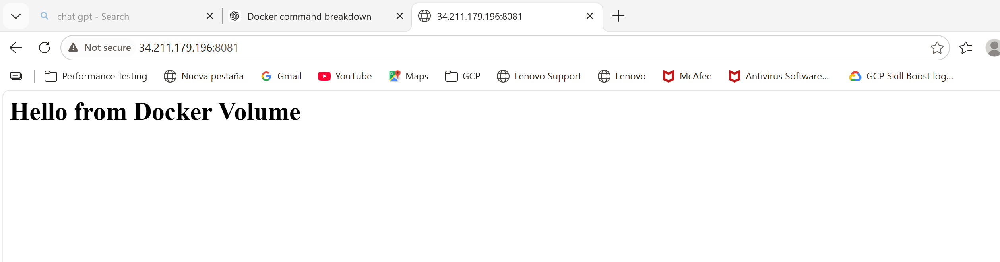 chat gpt - Search
Docker command breakdown
34.211.179.196:8081
Not secure 34.211.179.196:8081
Performance Testing Nueva pestaña Gmail YouTube Maps GCP Lenovo Support Lenovo McAfee Antivirus Software... GCP Skill Boost log...
Hello from Docker Volume